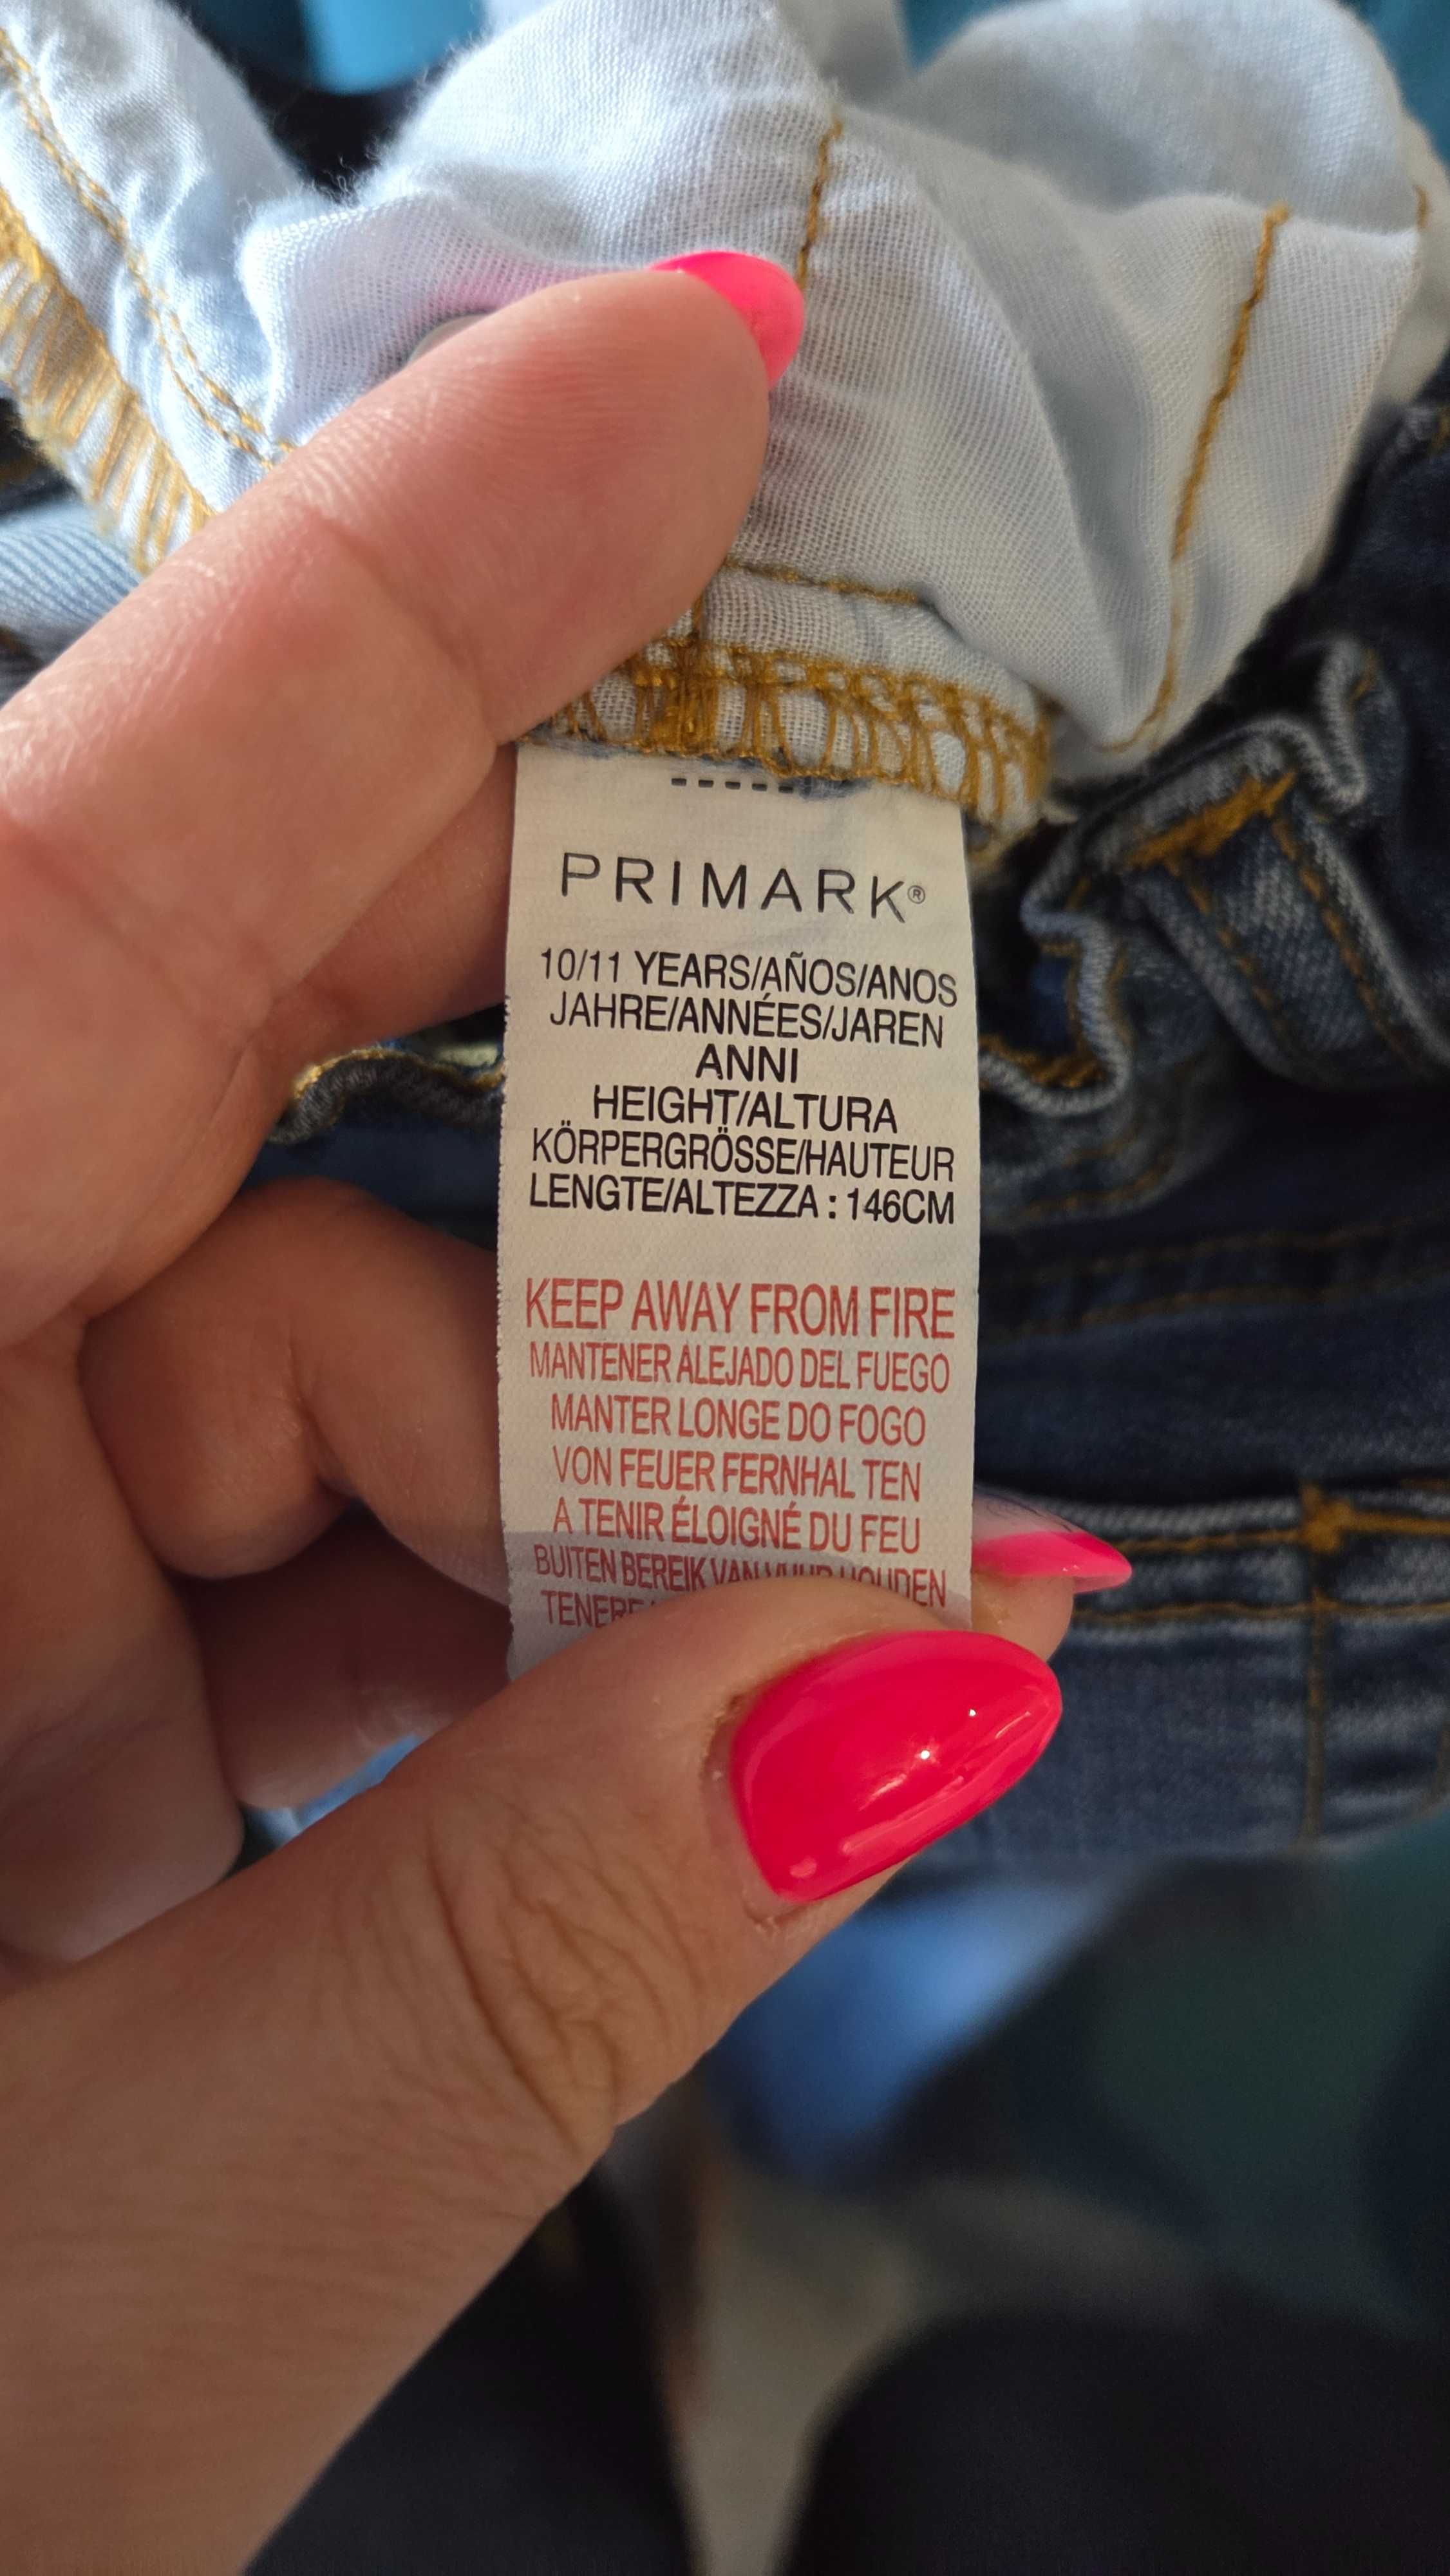 PRIMARK®
10/11 YEARS/AÑOS/ANOS
JAHRE/ANNÉES/JAREN
ANNI
HEIGHT/ALTURA
KÖRPERGRÖSSE/HAUTEUR
LENGTE/ALTEZZA : 146CM
KEEP AWAY FROM FIRE
MANTENER ALEJADO DEL FUEGO
MANTER LONGE DO FOGO
VON FEUER FERNHAL TEN
A TENIR ÉLOIGNÉ DU FEU
BUITEN BEREIK VAN